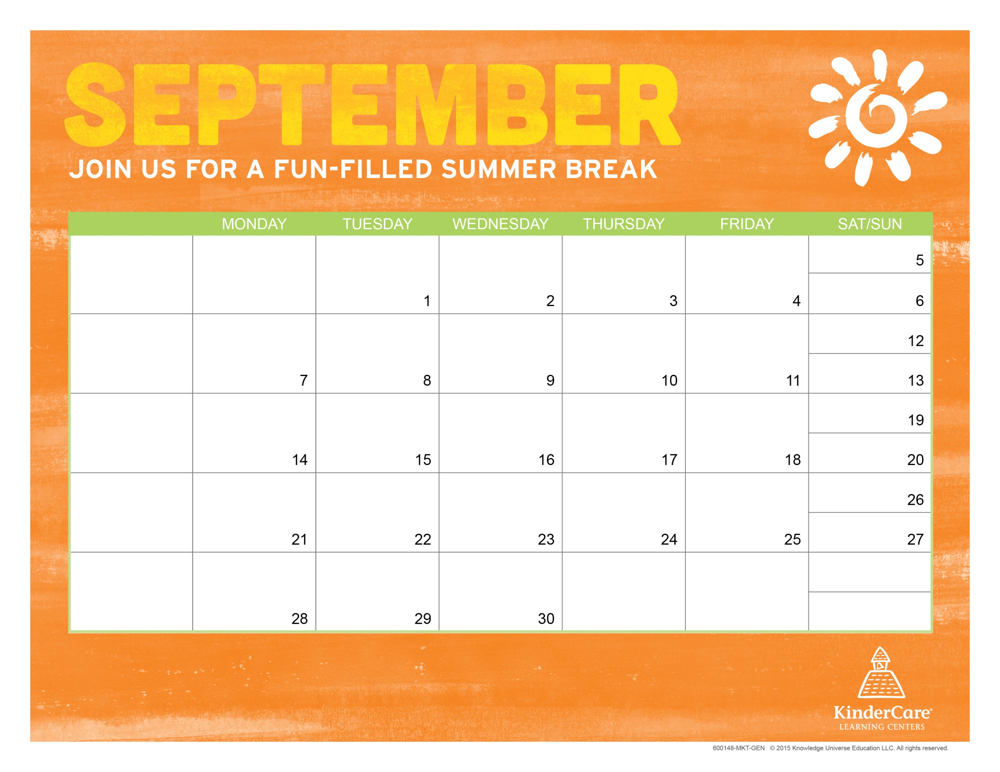 SEPTEMBER
JOIN US FOR A FUN-FILLED SUMMER BREAK
MONDAY TUESDAY WEDNESDAY THURSDAY FRIDAY SAT/SUN
5
1 2 3 4 6
12
7 8 9 10 11 13
19
14 15 16 17 18 20
26
21 22 23 24 25 27
28 29 30
KinderCare®
LEARNING CENTERS
600148-MKT-GEN © 2015 Knowledge Universe Education LLC. All rights reserved.